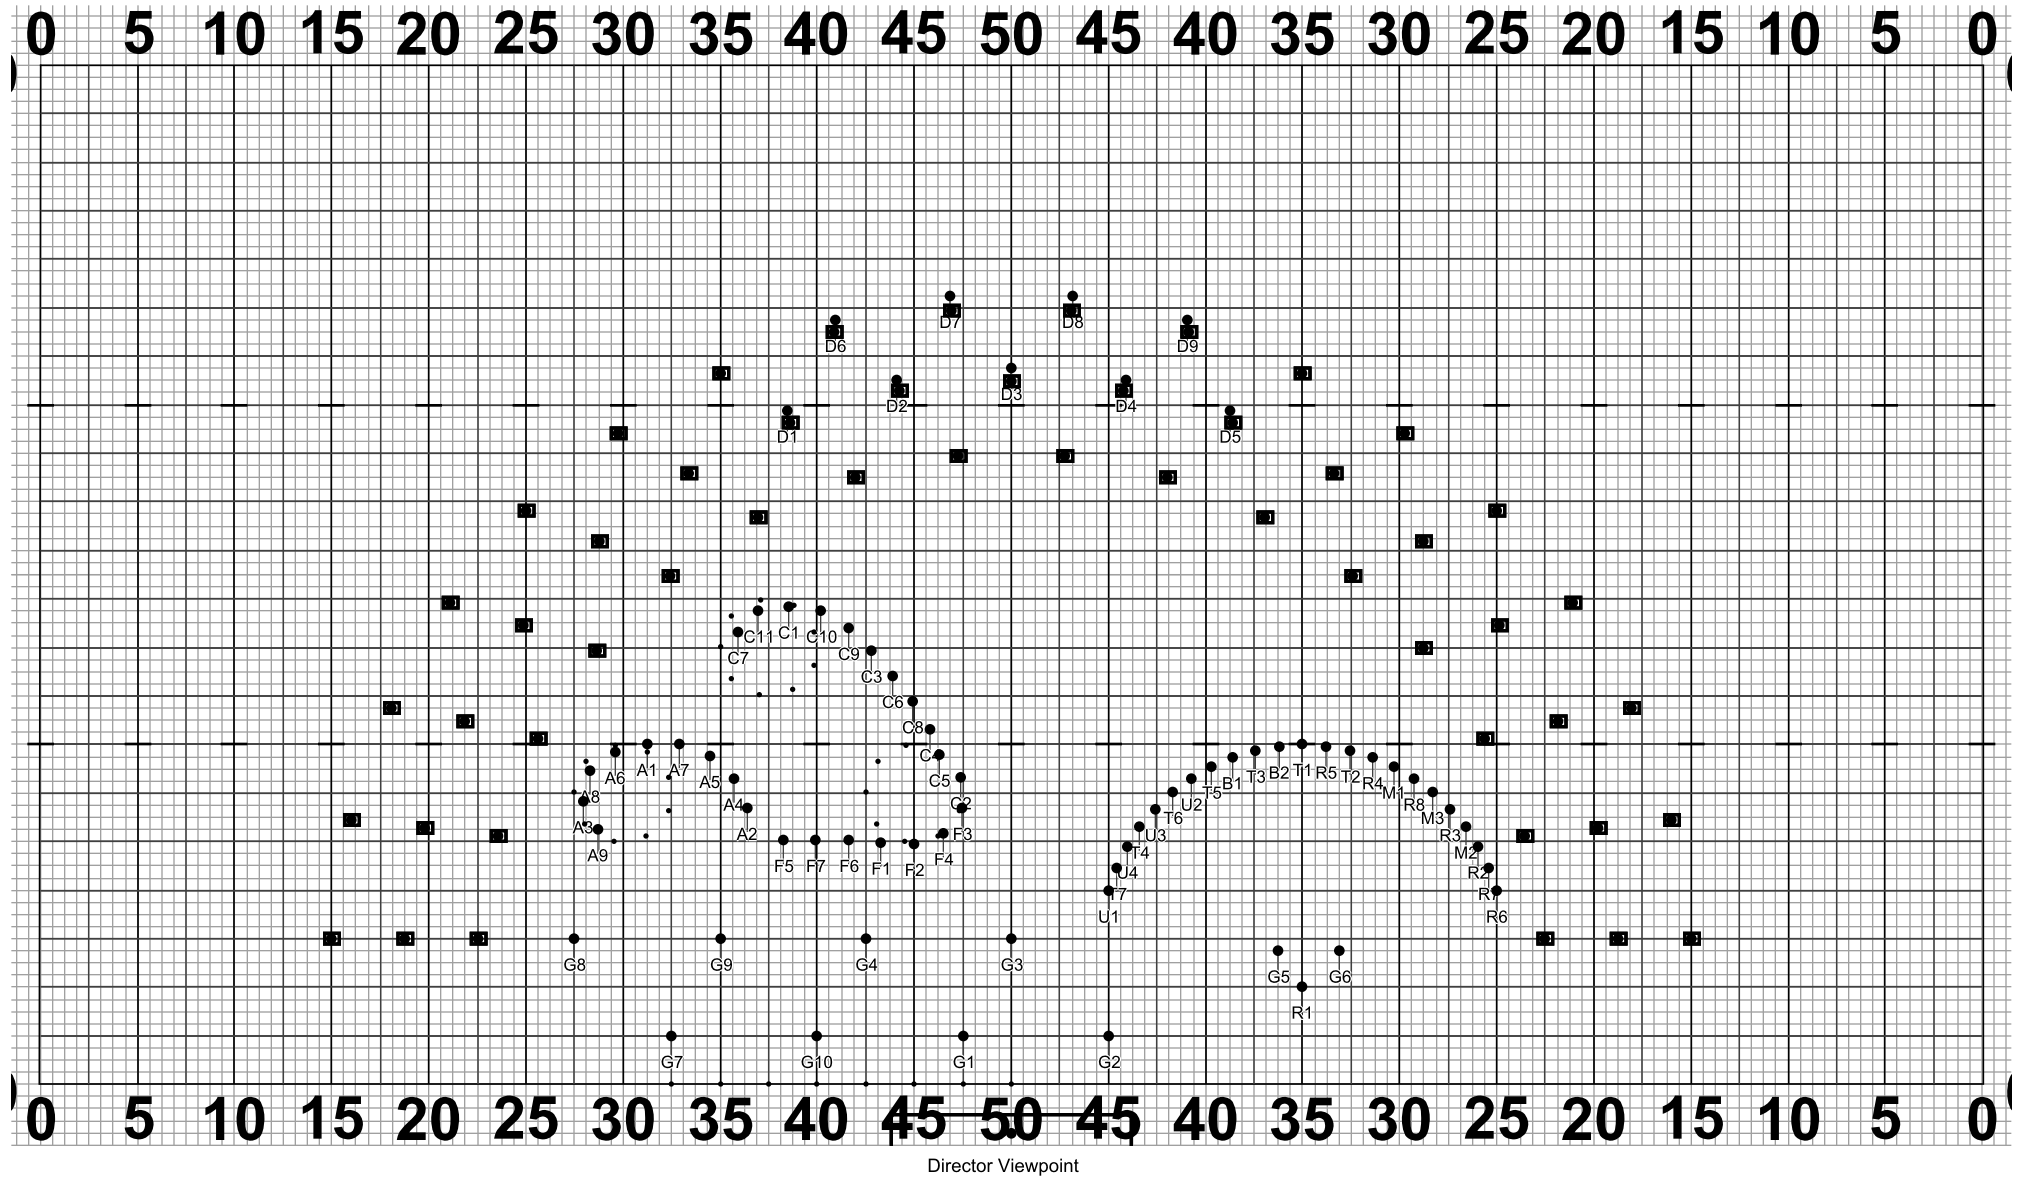 0 5 10 15 20 25 30 35 40 45 50 45 40 35 30 25 20 15 10 5 0
D7 D8
D6 D9
D3
D2 D4
D1 D5
C11 C1 C10
C7 C9
C3
C6
C8
C5
C2
A6 A1 A7 A5
A8 A4
A3 A2
A9
F3
F5 F7 F6 F1 F2 F4
B1 T3 B2 T1 R5 T2 R4
T6 U2 T5 M1 R8
U3 M3
T4 R3
U4 M2
T7 R2
U1 R7
R6
G8 G9 G4 G3 G5 G6
R1
G7 G10 G1 G2
0 5 10 15 20 25 30 35 40 45 50 45 40 35 30 25 20 15 10 5 0
Director Viewpoint